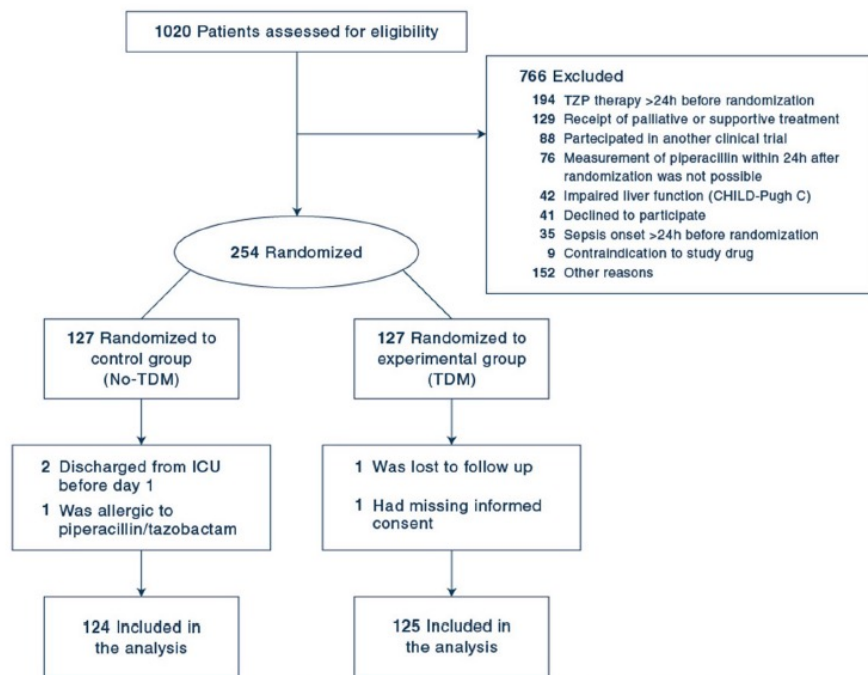 1020 Patients assessed for eligibility
766 Excluded
194 TZP therapy >24h before randomization
129 Receipt of palliative or supportive treatment
88 Partecipated in another clinical trial
76 Measurement of piperacillin within 24h after
randomization was not possible
42 Impaired liver function (CHILD-Pugh C)
41 Declined to participate
35 Sepsis onset >24h before randomization
9 Contraindication to study drug
152 Other reasons
254 Randomized
127 Randomized to
control group
(No-TDM)
127 Randomized to
experimental group
(TDM)
2 Discharged from ICU
before day 1
1 Was allergic to
piperacillin/tazobactam
1 Was lost to follow up
1 Had missing informed
consent
124 Included in
the analysis
125 Included in
the analysis